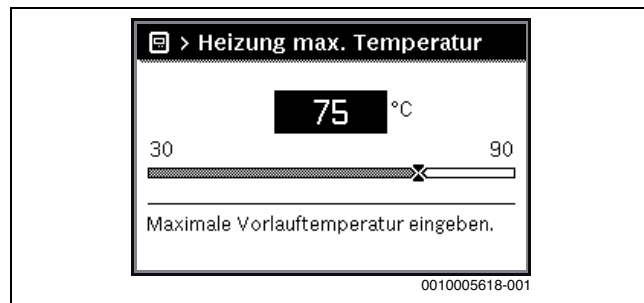 > Heizung max. Temperatur
75 °C
30 90
Maximale Vorlauftemperatur eingeben.
0010005618-001